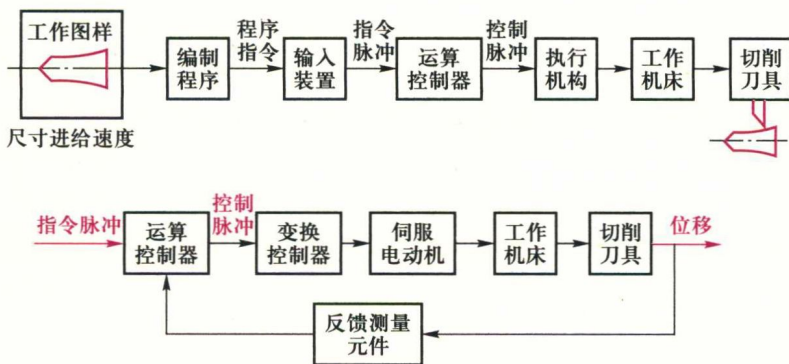 工作图样
尺寸进给速度
编制
程序
程序
指令
输入
装置
指令
脉冲
运算
控制器
控制
脉冲
执行
机构
工作
机床
切削
刀具
指令脉冲
运算
控制器
控制
脉冲
变换
控制器
伺服
电动机
工作
机床
切削
刀具
位移
反馈测量
元件